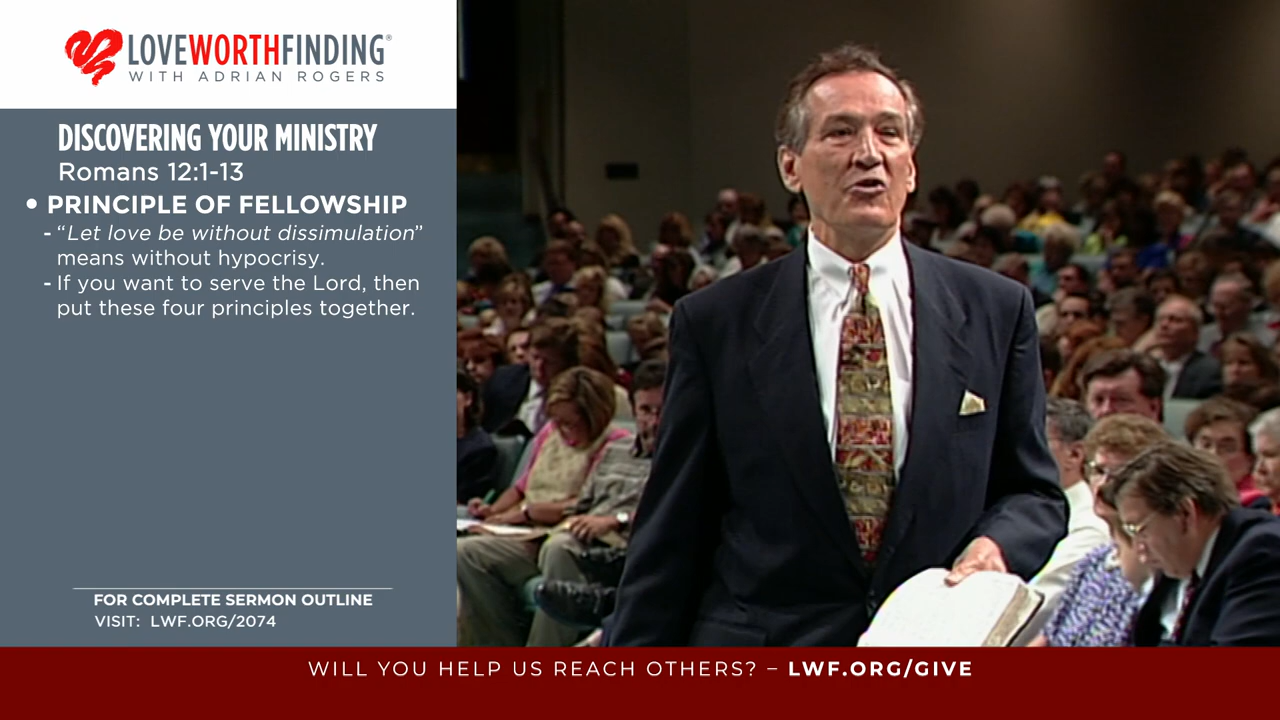 LOVEWORTHFINDING®
WITH ADRIAN ROGERS
DISCOVERING YOUR MINISTRY
Romans 12:1-13
• PRINCIPLE OF FELLOWSHIP
- “Let love be without dissimulation”
means without hypocrisy.
- If you want to serve the Lord, then
put these four principles together.
FOR COMPLETE SERMON OUTLINE
VISIT: LWF.ORG/2074
WILL YOU HELP US REACH OTHERS? – LWF.ORG/GIVE